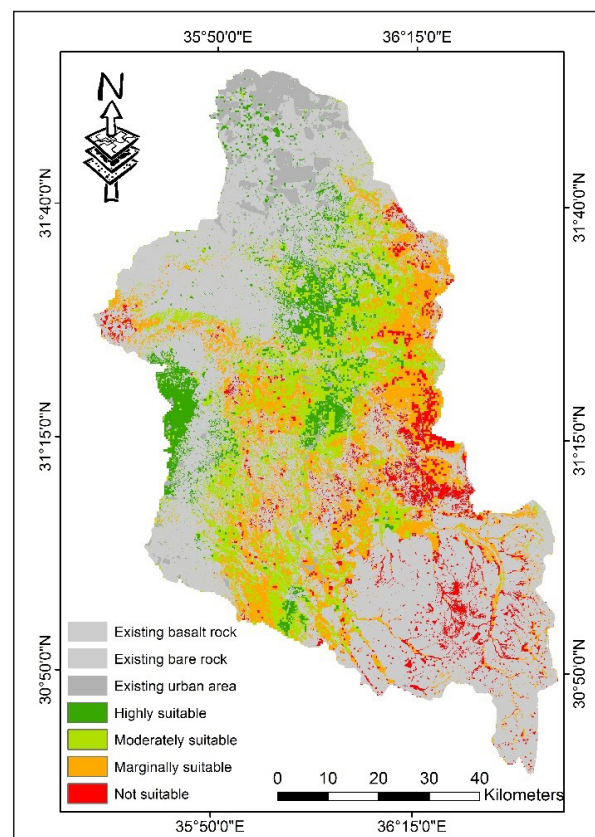 35°50'0"E 36°15'0"E
N
31°40'0"N 31°40'0"N
31°15'0"N 31°15'0"N
30°50'0"N 30°50'0"N
Existing basalt rock
Existing bare rock
Existing urban area
Highly suitable
Moderately suitable
Marginally suitable
Not suitable
0 10 20 30 40
Kilometers
35°50'0"E 36°15'0"E